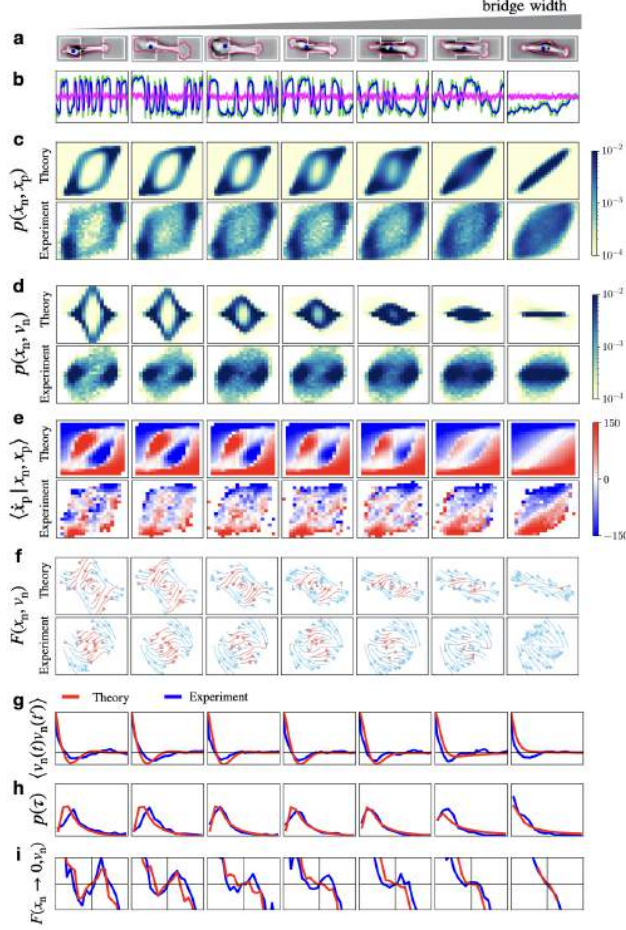 bridge width
a
b
c
p(x_n, x_p)
Theory
Experiment
10^{-2}
10^{-3}
10^{-4}
d
p(x_n, v_n)
Theory
Experiment
10^{-2}
10^{-3}
10^{-4}
e
⟨ẋ_p | x_n, x_p⟩
Theory
Experiment
150
0
−150
f
F(x_n, v_n)
Theory
Experiment
Theory Experiment
g
⟨v_n(t)v_n(t′)⟩
h
p(τ)
i
F(x_n → 0,v_n)